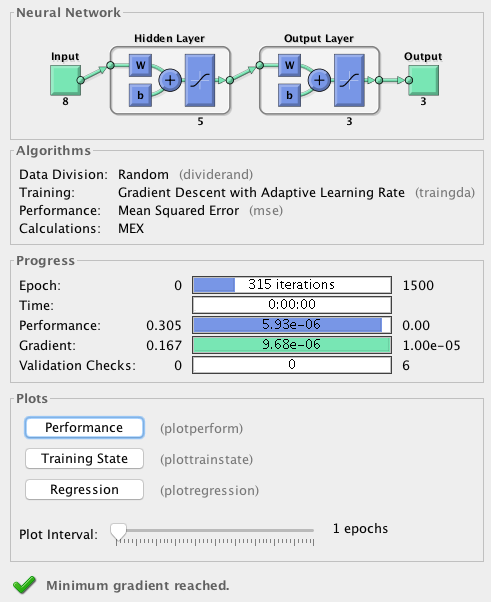 Neural Network
Hidden Layer Output Layer
Input Output
W W
b b
8 5 3 3
Algorithms
Data Division: Random (dividerand)
Training: Gradient Descent with Adaptive Learning Rate (traingda)
Performance: Mean Squared Error (mse)
Calculations: MEX
Progress
Epoch: 0 315 iterations 1500
Time: 0:00:00
Performance: 0.305 5.93e-06 0.00
Gradient: 0.167 9.68e-06 1.00e-05
Validation Checks: 0 0 6
Plots
Performance (plotperform)
Training State (plottrainstate)
Regression (plotregression)
Plot Interval: 1 epochs
Minimum gradient reached.